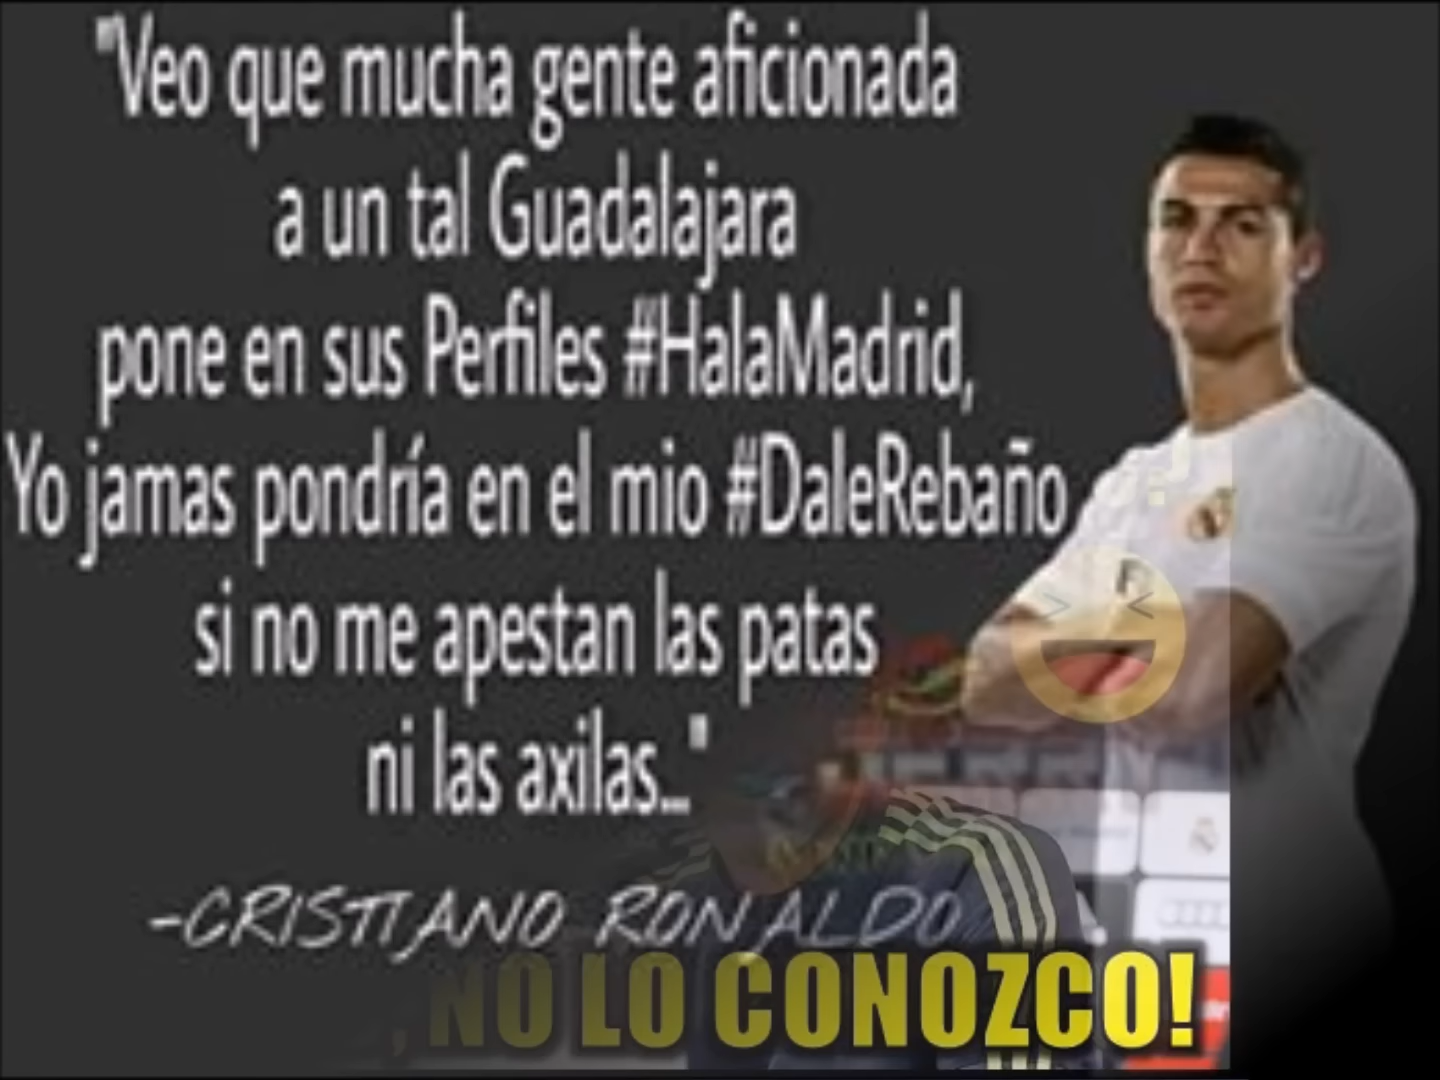 "Veo que mucha gente aficionada
a un tal Guadalajara
pone en sus Perfiles #HalaMadrid,
Yo jamas pondría en el mio #DaleRebaño
si no me apestan las patas
ni las axilas..."
-CRISTIANO RONALDO
, NO LO CONOZCO!